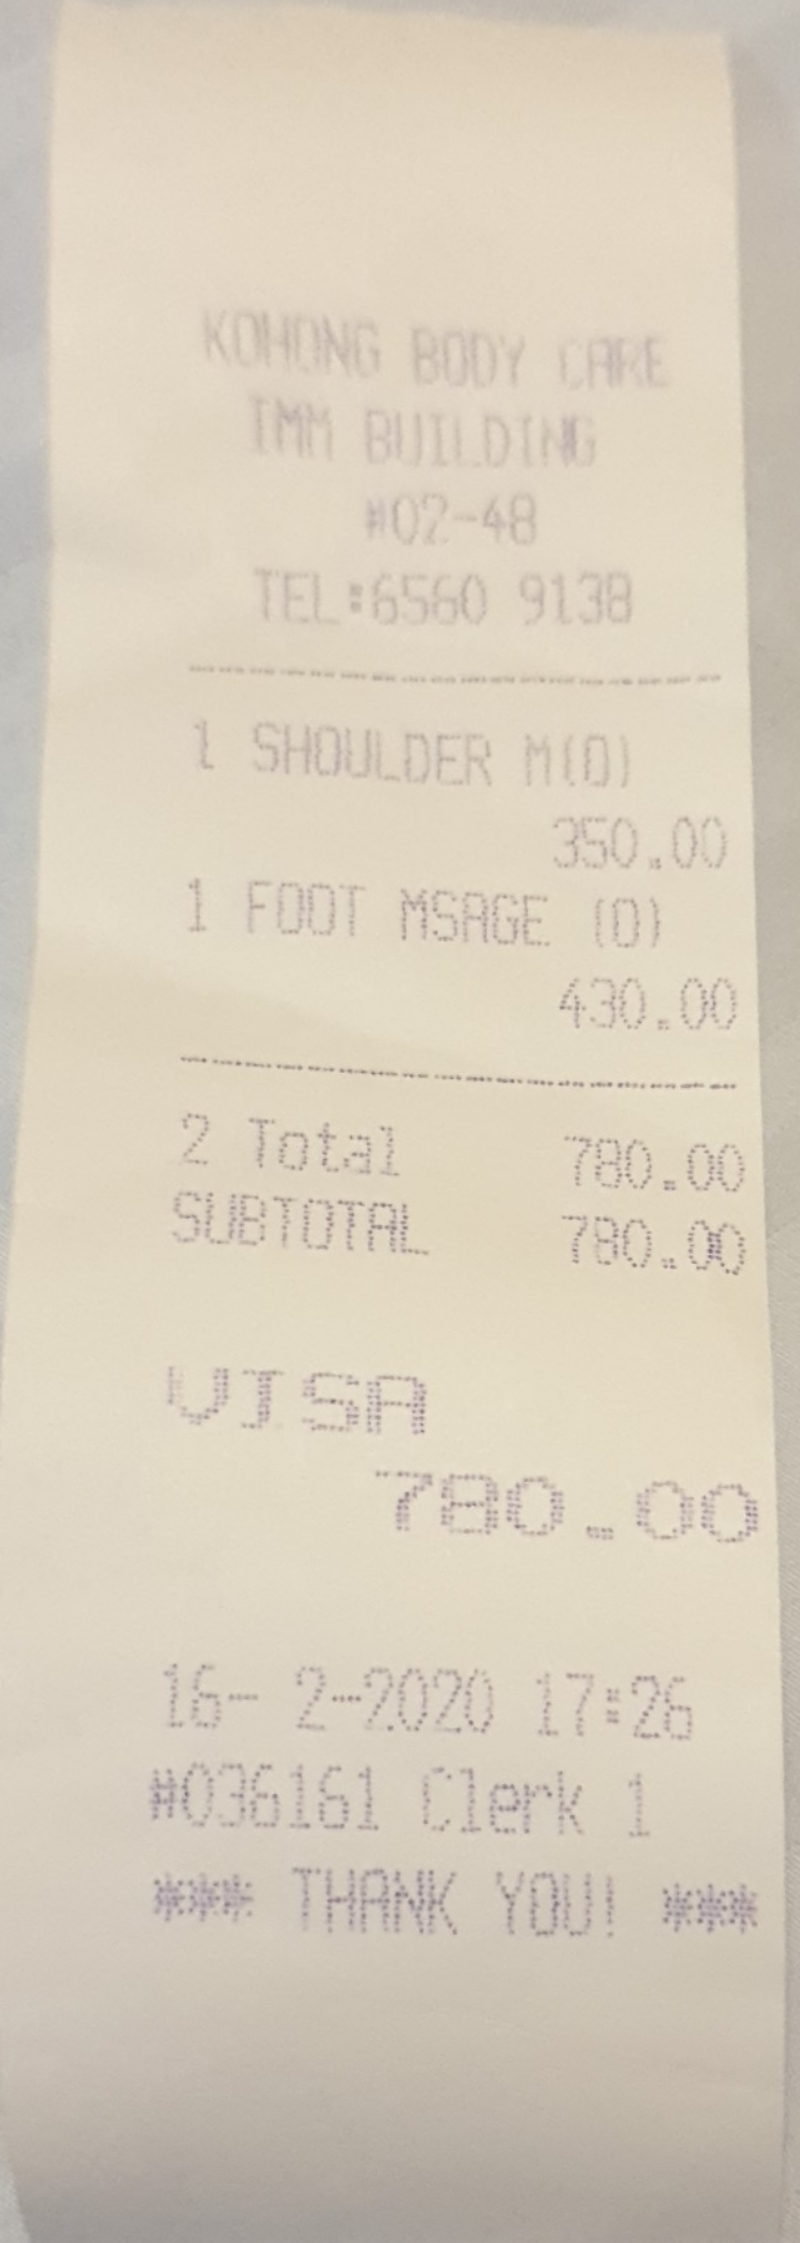 KOHONG BODY CARE
IMM BUILDING
#02-48
TEL:6560 9138
1 SHOULDER M(D)
350.00
1 FOOT MSAGE (D)
430.00
2 Total 780.00
SUBTOTAL 780.00
VISA
780.00
16- 2-2020 17:26
#036161 Clerk 1
*** THANK YOU! ***